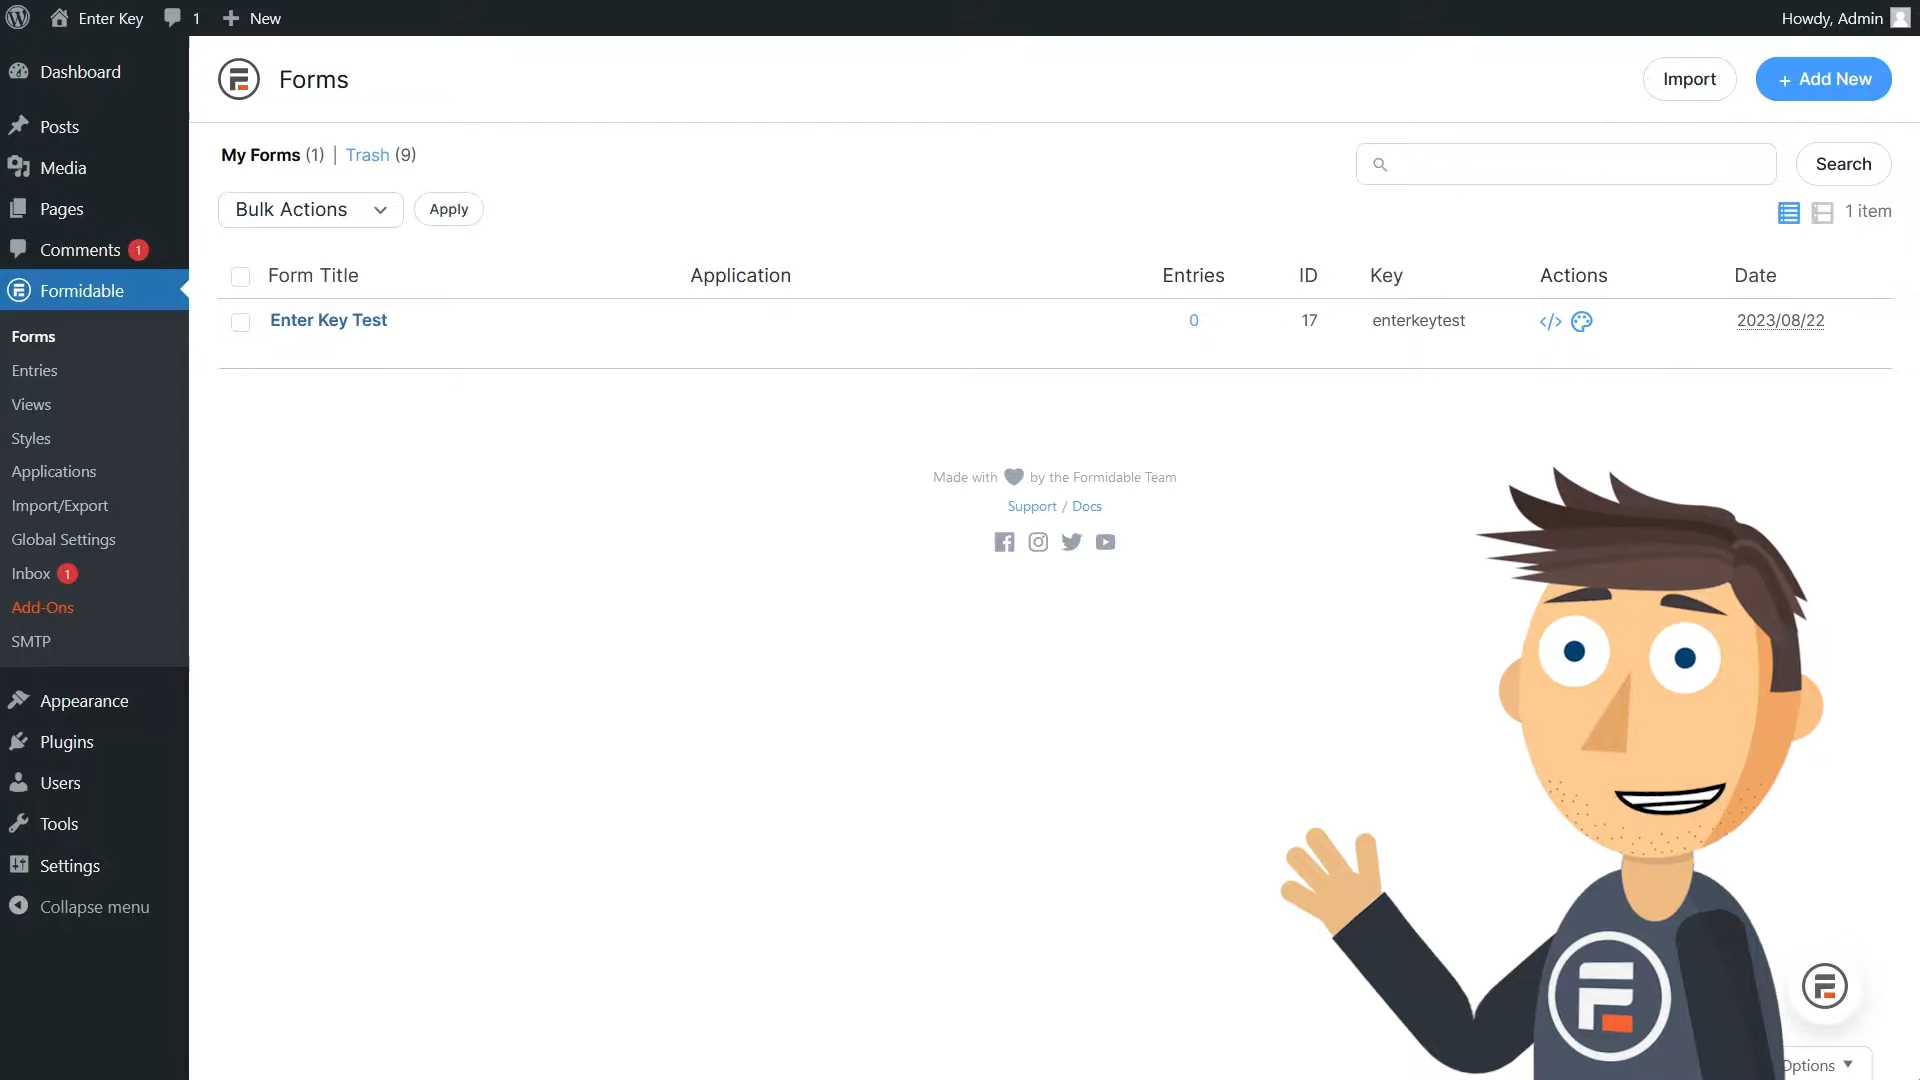 Enter Key 1 + New
Howdy, Admin
Dashboard
Posts
Media
Pages
Comments 1
Formidable
Forms
Entries
Views
Styles
Applications
Import/Export
Global Settings
Inbox 1
Add-Ons
SMTP
Appearance
Plugins
Users
Tools
Settings
Collapse menu
Forms
Import
+ Add New
My Forms (1) | Trash (9)
Search
Bulk Actions
Apply
1 item
Form Title Application Entries ID Key Actions Date
Enter Key Test 0 17 enterkeytest </> 2023/08/22
Made with by the Formidable Team
Support / Docs
Options